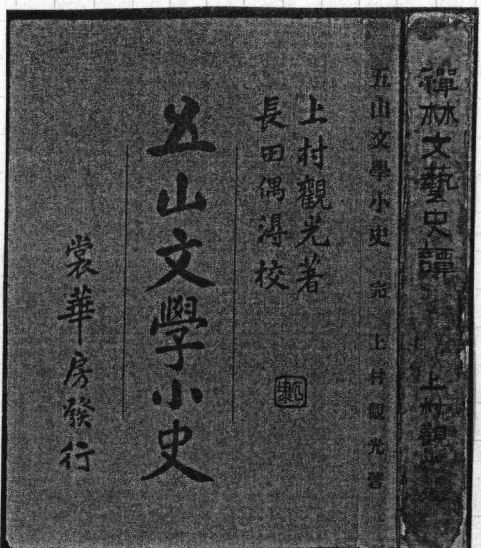 禪林文藝史譚 上村觀光
五山文學小史 完 上村觀光著
上村觀光著
長田偶得校
五山文學小史
裳華房發行